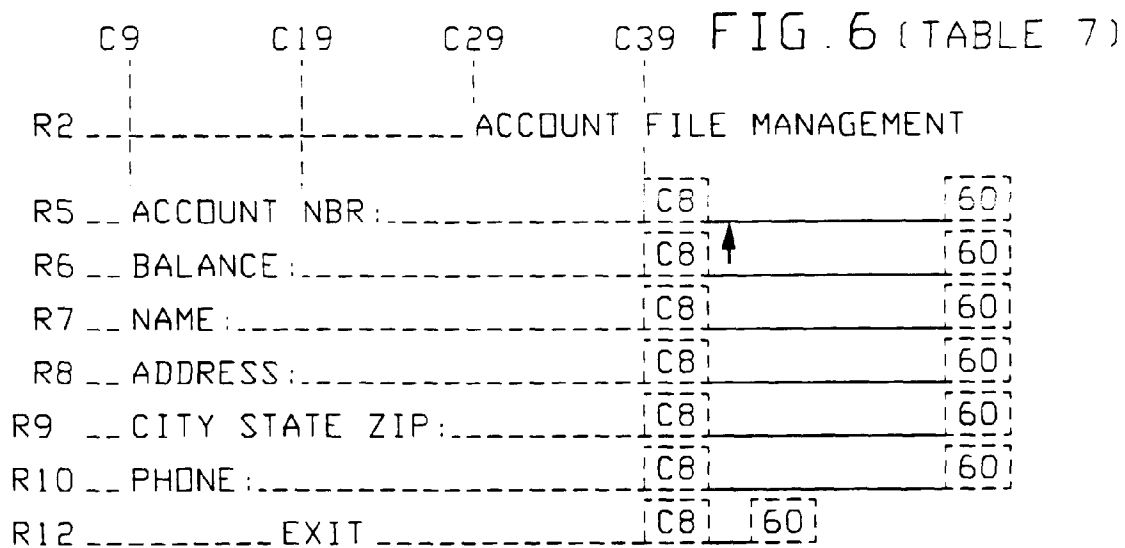 C9 C19 C29 C39 FIG. 6 (TABLE 7)
R2 ACCOUNT FILE MANAGEMENT
R5 ACCOUNT NBR: C8 60
R6 BALANCE: C8 60
R7 NAME: C8 60
R8 ADDRESS: C8 60
R9 CITY STATE ZIP: C8 60
R10 PHONE: C8 60
R12 EXIT C8 60